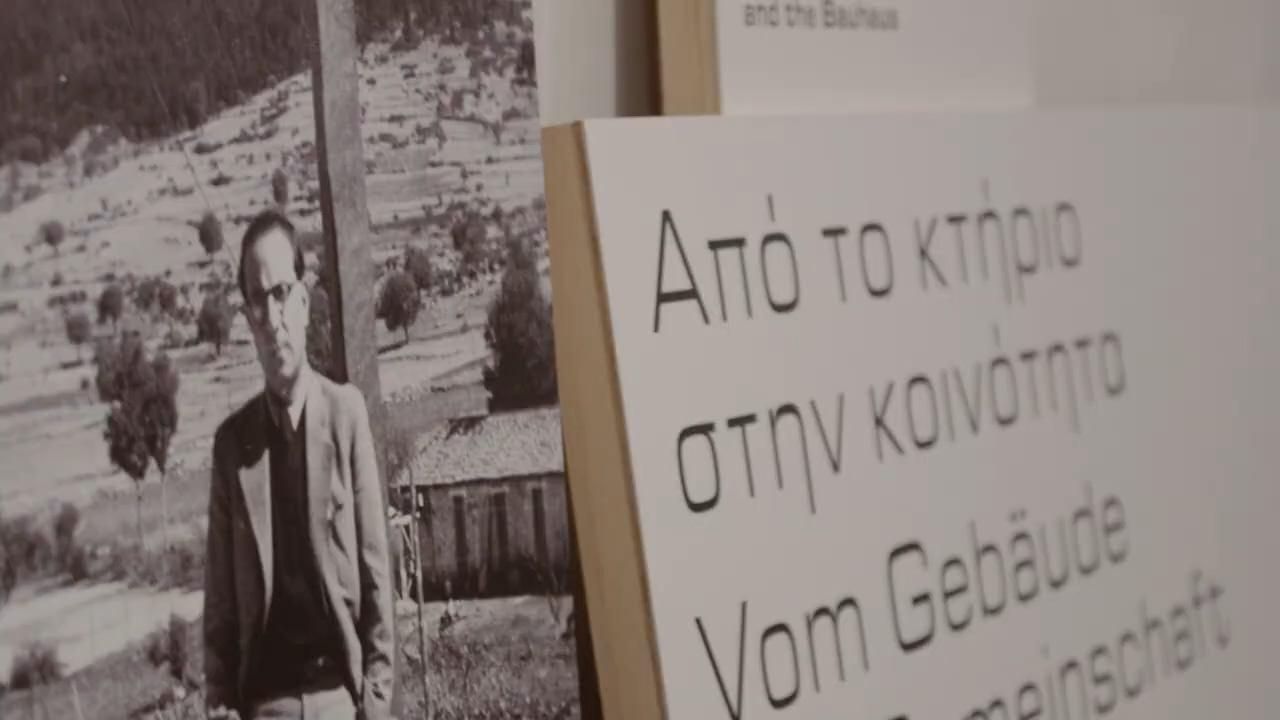 and the Bauhaus
Από το κτήριο
στην κοινότητα
Vom Gebäude